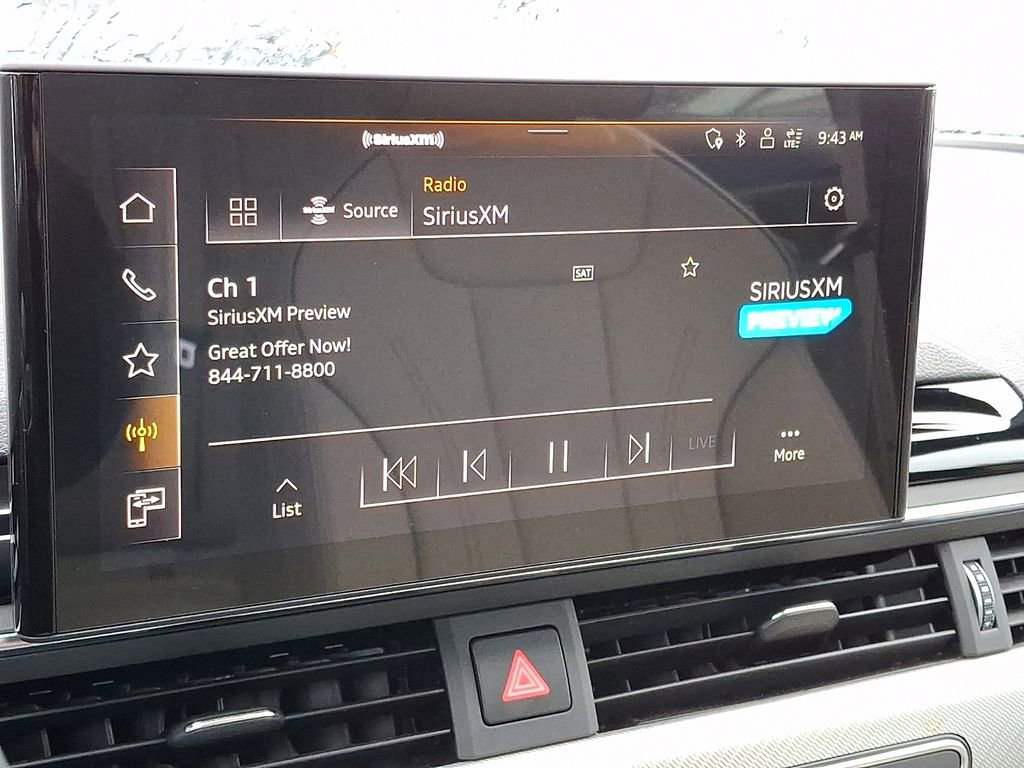 SiriusXM
LTE
9:43 AM
Source
Radio
SiriusXM
Ch 1
SAT
SiriusXM Preview
SIRIUSXM
PREVIEW
Great Offer Now!
844-711-8800
LIVE
List
More